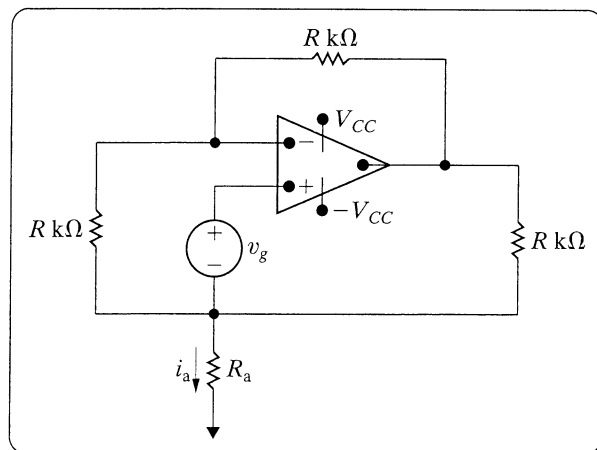 R kΩ
V_CC
−
+
−V_CC
R kΩ
+
−
v_g
R kΩ
i_a
R_a